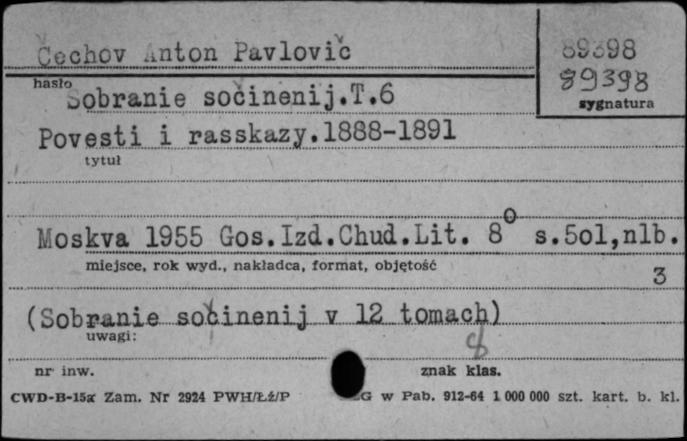 Čechov Anton Pavlovič
89398
hasło
89398
sygnatura
Sobranie sočinenij.T.6
Povesti i rasskazy.1888-1891
tytuł
Moskva 1955 Gos.Izd.Chud.Lit. 8° s.5o1,nlb.
miejsce, rok wyd., nakładca, format, objętość
3
(Sobranie sočinenij v 12 tomach)
uwagi:
nr inw.
znak klas.
CWD-B-15a Zam. Nr 2924 PWH/Łż/P G w Pab. 912-64 1 000 000 szt. kart. b. kl.